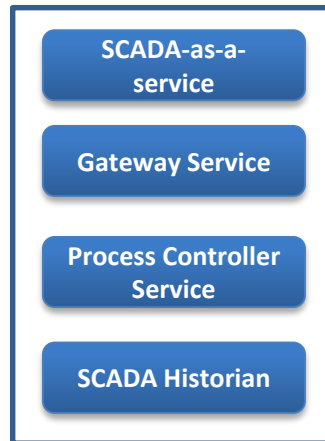 SCADA-as-a-
service
Gateway Service
Process Controller
Service
SCADA Historian